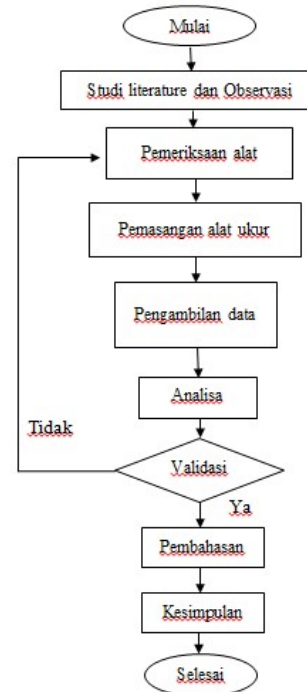 Mulai
Studi literature dan Observasi
Pemeriksaan alat
Pemasangan alat ukur
Pengambilan data
Analisa
Tidak
Validasi
Ya
Pembahasan
Kesimpulan
Selesai